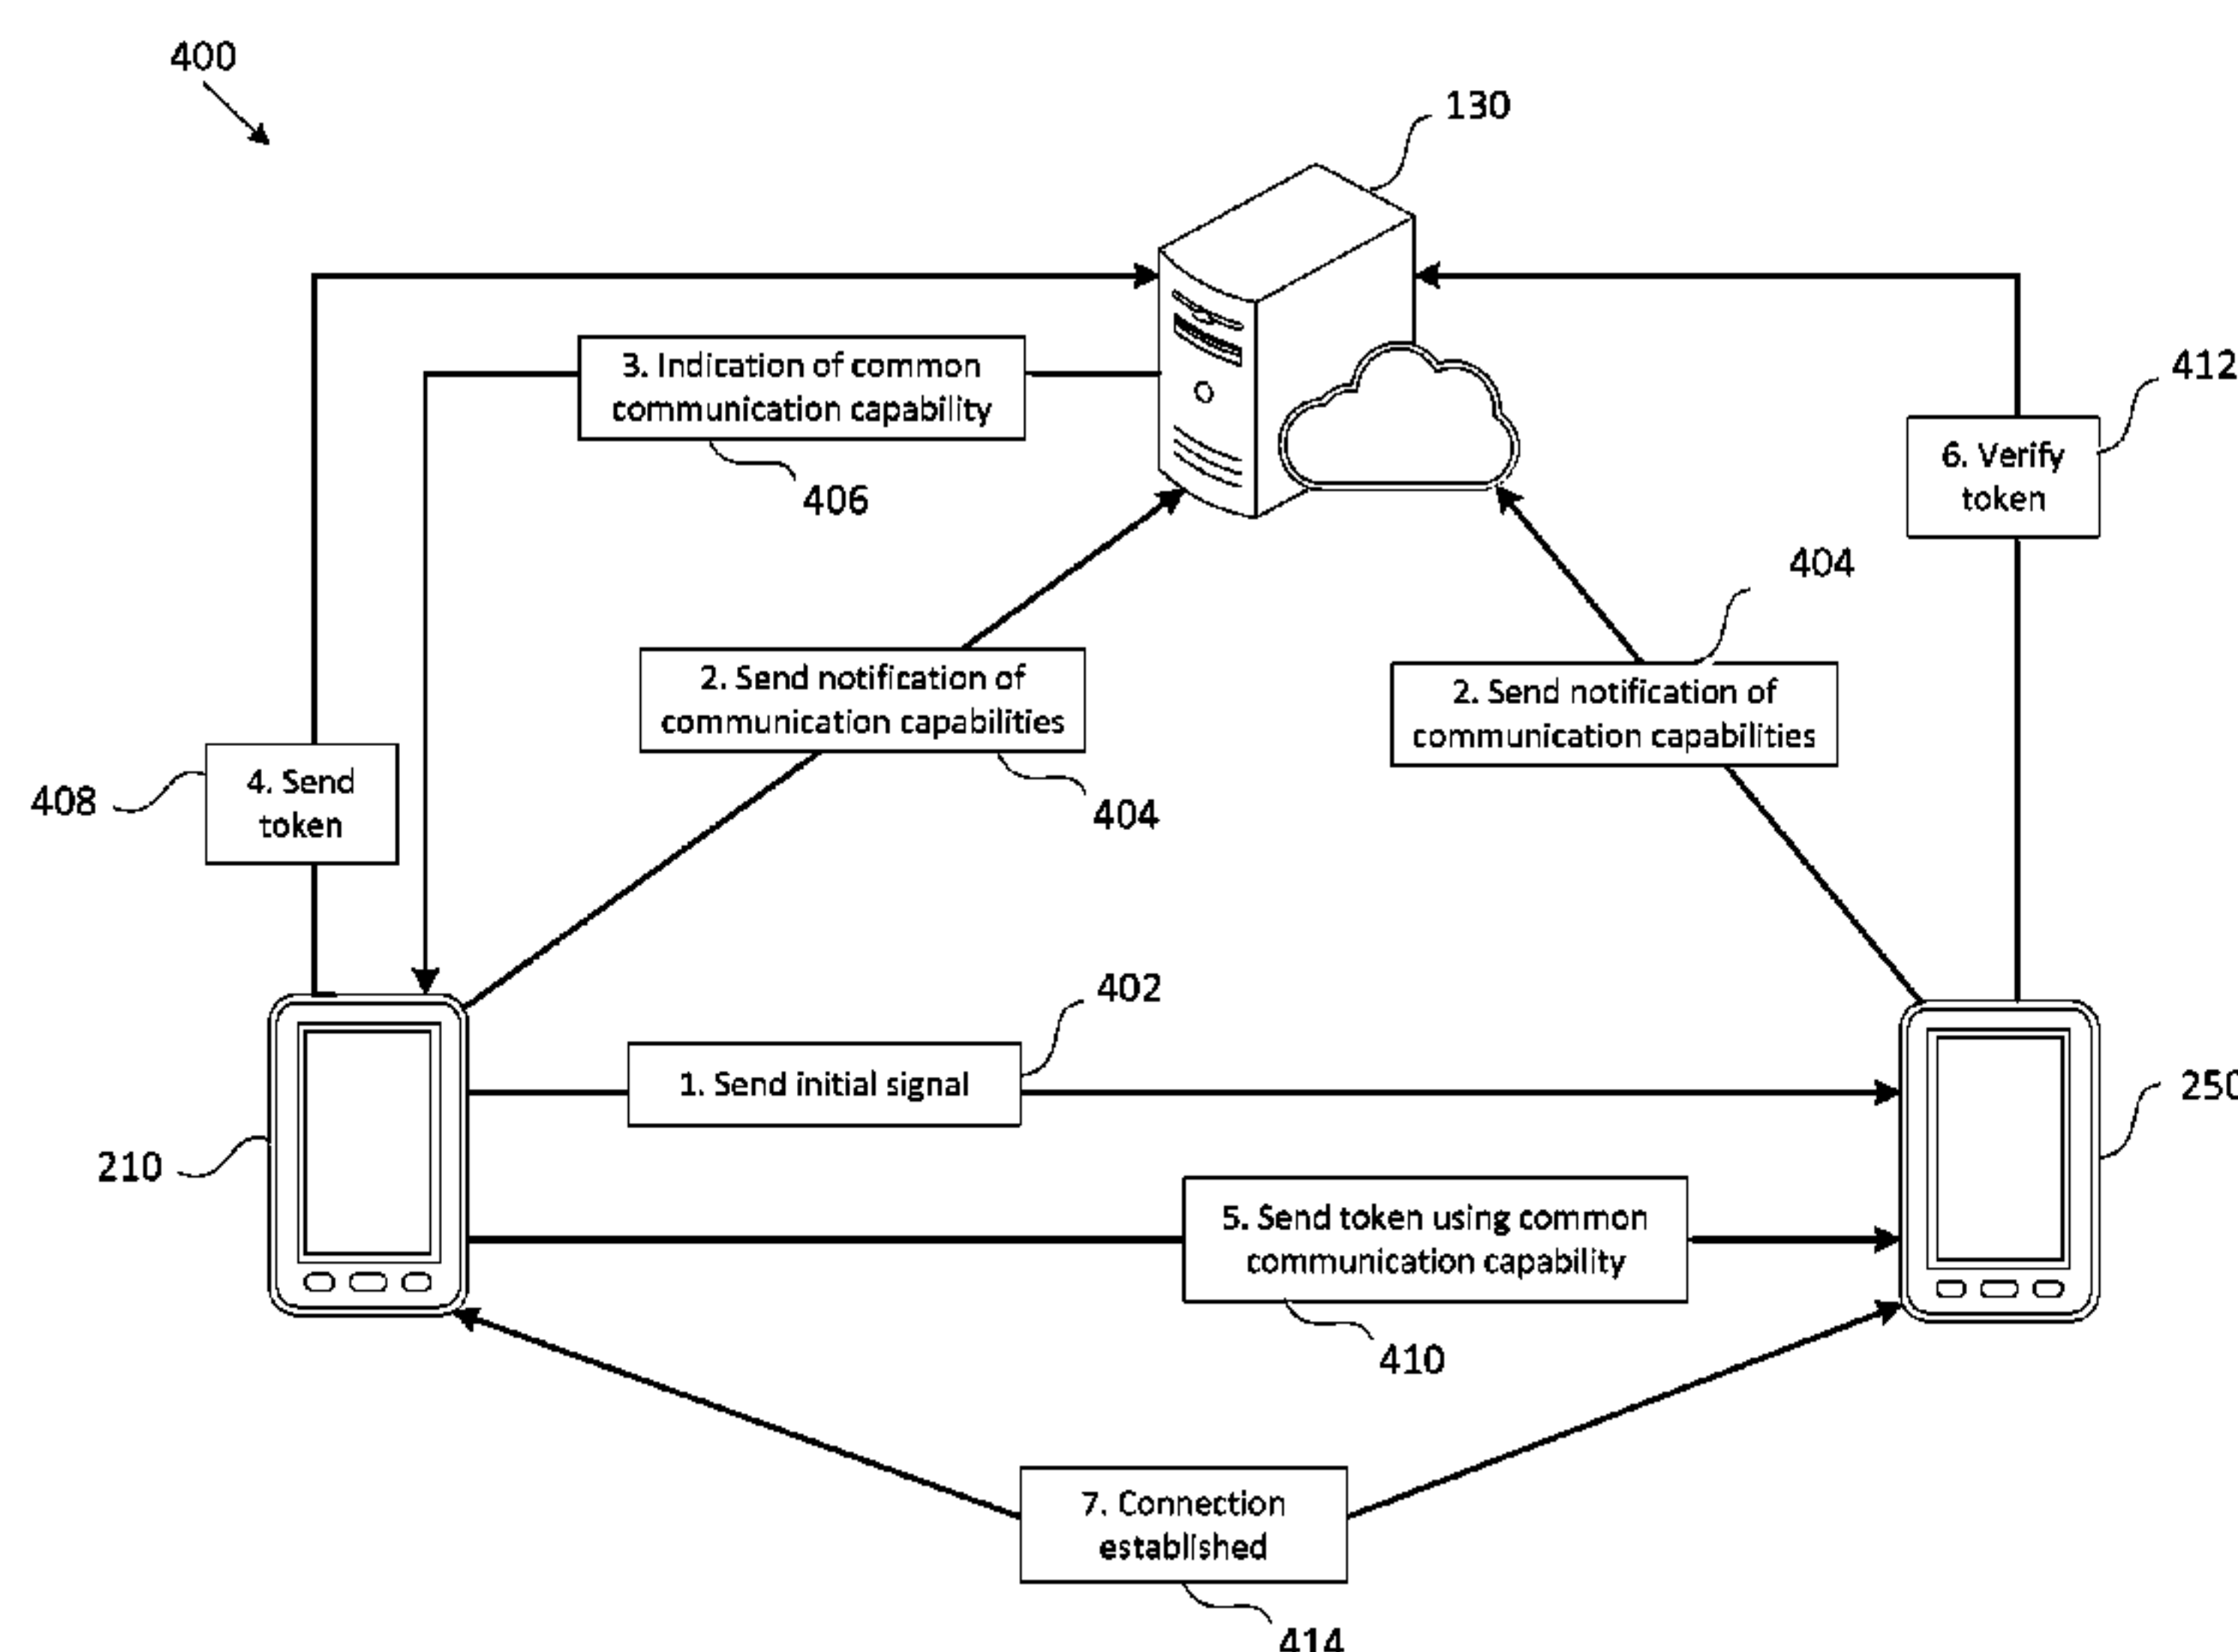 400
130
3. Indication of common
communication capability
406
412
6. Verify
token
404
2. Send notification of
communication capabilities
404
2. Send notification of
communication capabilities
408
4. Send
token
402
1. Send initial signal
210
250
5. Send token using common
communication capability
410
7. Connection
established
414